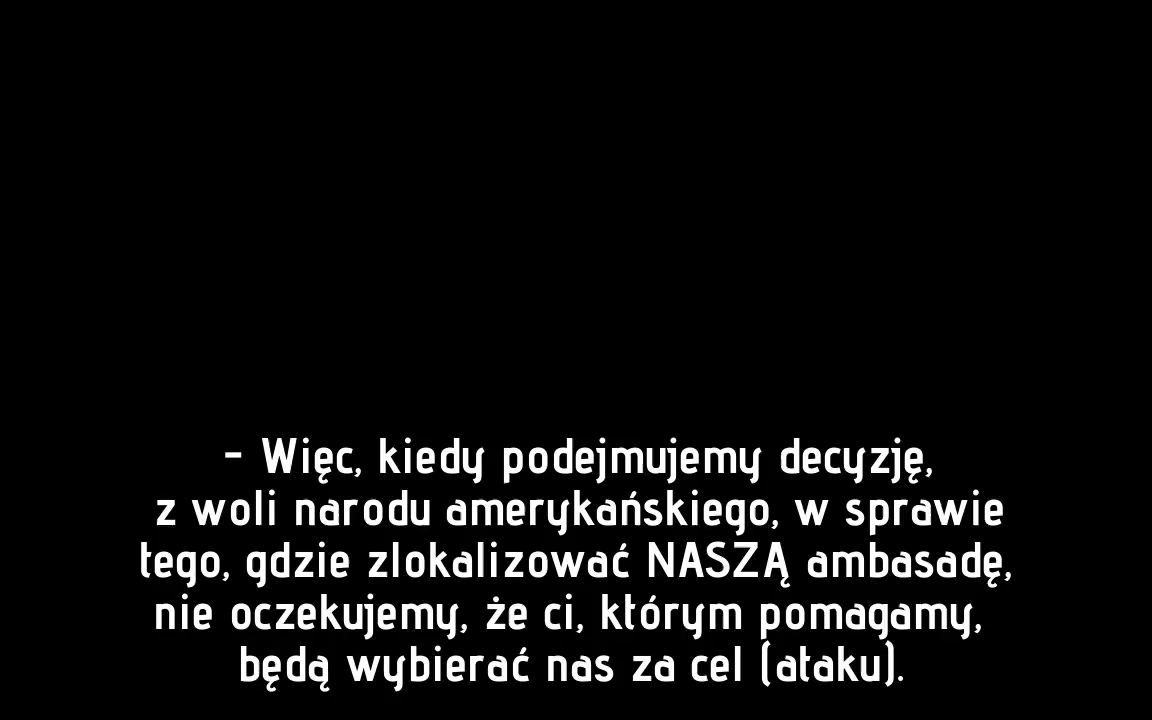 - Więc, kiedy podejmujemy decyzję,
z woli narodu amerykańskiego, w sprawie
tego, gdzie zlokalizować NASZĄ ambasadę,
nie oczekujemy, że ci, którym pomagamy,
będą wybierać nas za cel (ataku).